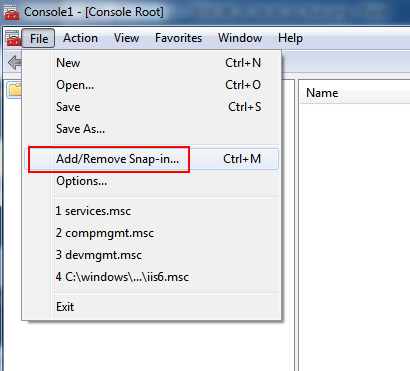 Console1 - [Console Root]
File Action View Favorites Window Help
New Ctrl+N
Open... Ctrl+O
Save Ctrl+S
Save As...
Add/Remove Snap-in... Ctrl+M
Options...
1 services.msc
2 compmgmt.msc
3 devmgmt.msc
4 C:\windows\...\iis6.msc
Exit
Name